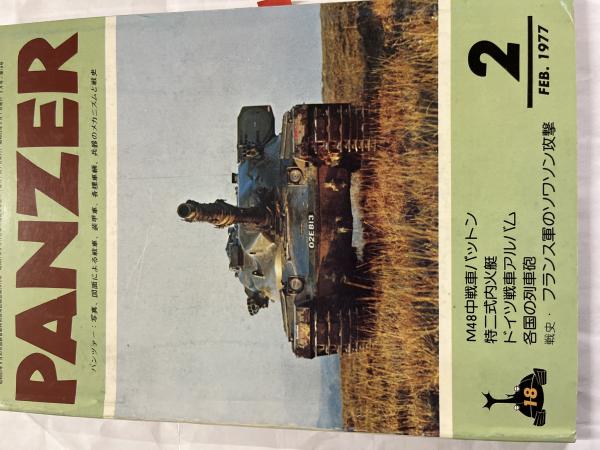 PANZER
パンツァー：写真、図面による戦車、装甲車、各種車輌、兵器のメカニズムと戦史
2
FEB. 1977
02EB13
M48中戦車パットン
特二式内火艇
ドイツ戦車アルバム
各国の列車砲
戦史・フランス軍のソワソン攻撃
18